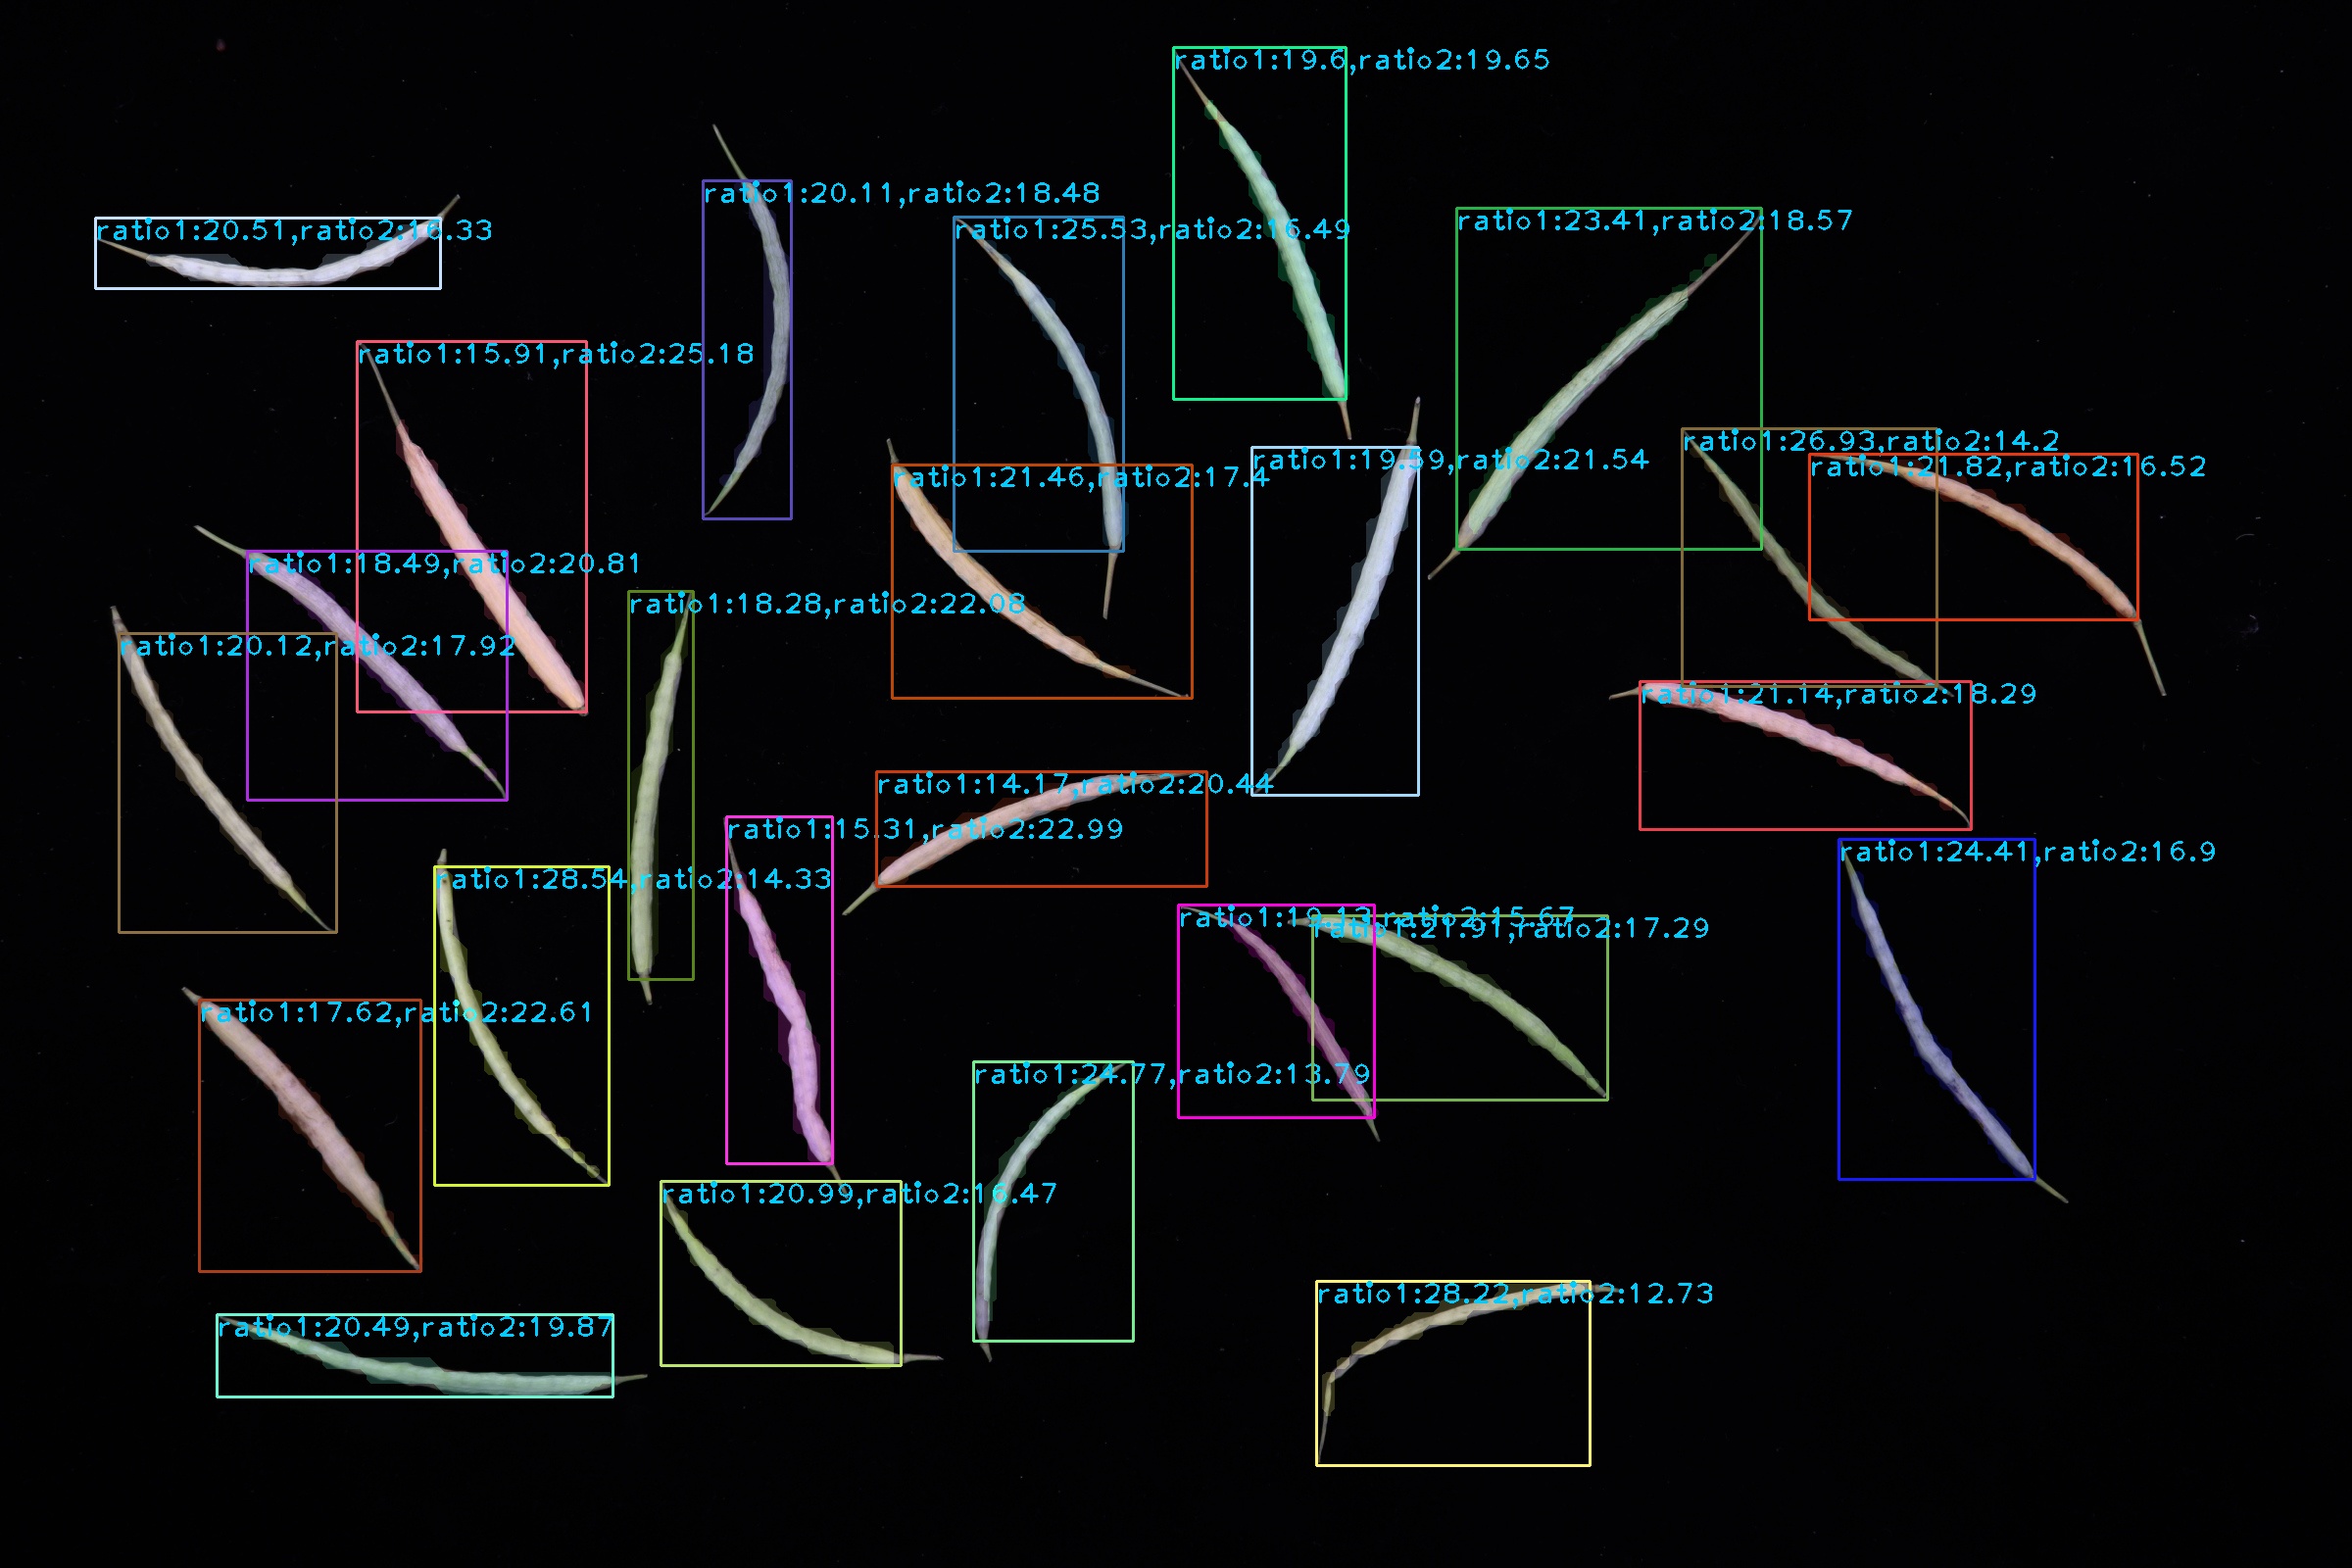 ratio1:19.6,ratio2:19.65
ratio1:20.11,ratio2:18.48
ratio1:20.51,ratio2:16.33
ratio1:25.53,ratio2:16.49
ratio1:23.41,ratio2:18.57
ratio1:15.91,ratio2:25.18
ratio1:26.93,ratio2:14.2
ratio1:19.59,ratio2:21.54
ratio1:21.82,ratio2:16.52
ratio1:21.46,ratio2:17.4
ratio1:18.49,ratio2:20.81
ratio1:18.28,ratio2:22.08
ratio1:20.12,ratio2:17.92
ratio1:21.14,ratio2:18.29
ratio1:14.17,ratio2:20.44
ratio1:15.31,ratio2:22.99
ratio1:24.41,ratio2:16.9
ratio1:28.54,ratio2:14.33
ratio1:19.13,ratio2:15.67
ratio1:21.91,ratio2:17.29
ratio1:17.62,ratio2:22.61
ratio1:24.77,ratio2:13.79
ratio1:20.99,ratio2:16.47
ratio1:28.22,ratio2:12.73
ratio1:20.49,ratio2:19.87